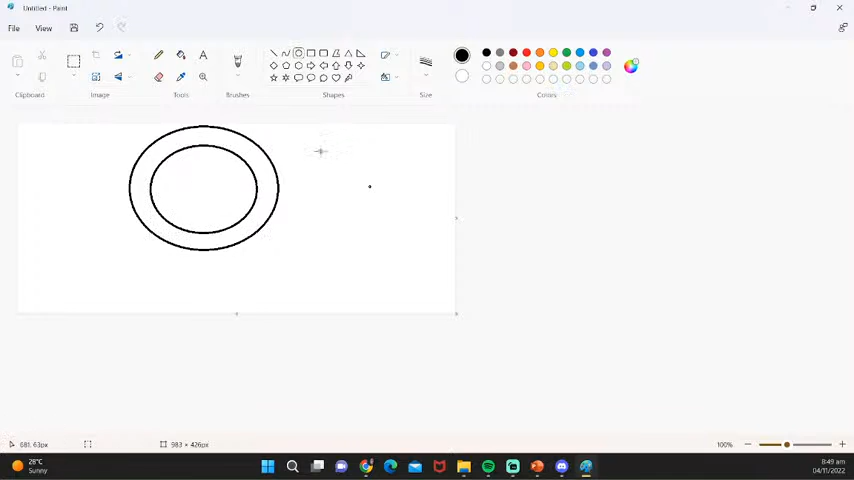 Untitled - Paint
File View
Clipboard Image Tools Brushes Shapes Size Colors
681, 63px 983 × 426px 100%
28°C 8:49 am
Sunny 04/11/2022